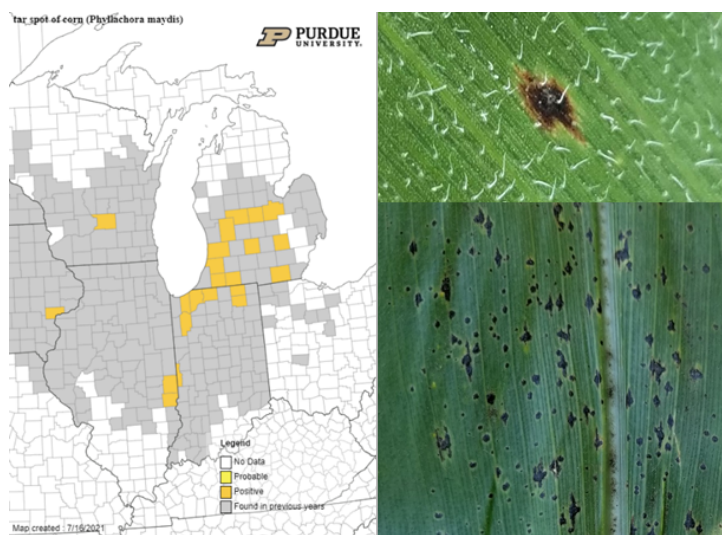 tar spot of corn (Phyllachora maydis)
PURDUE
UNIVERSITY.
Legend
No Data
Probable
Positive
Found in previous years
Map created : 7/16/2021